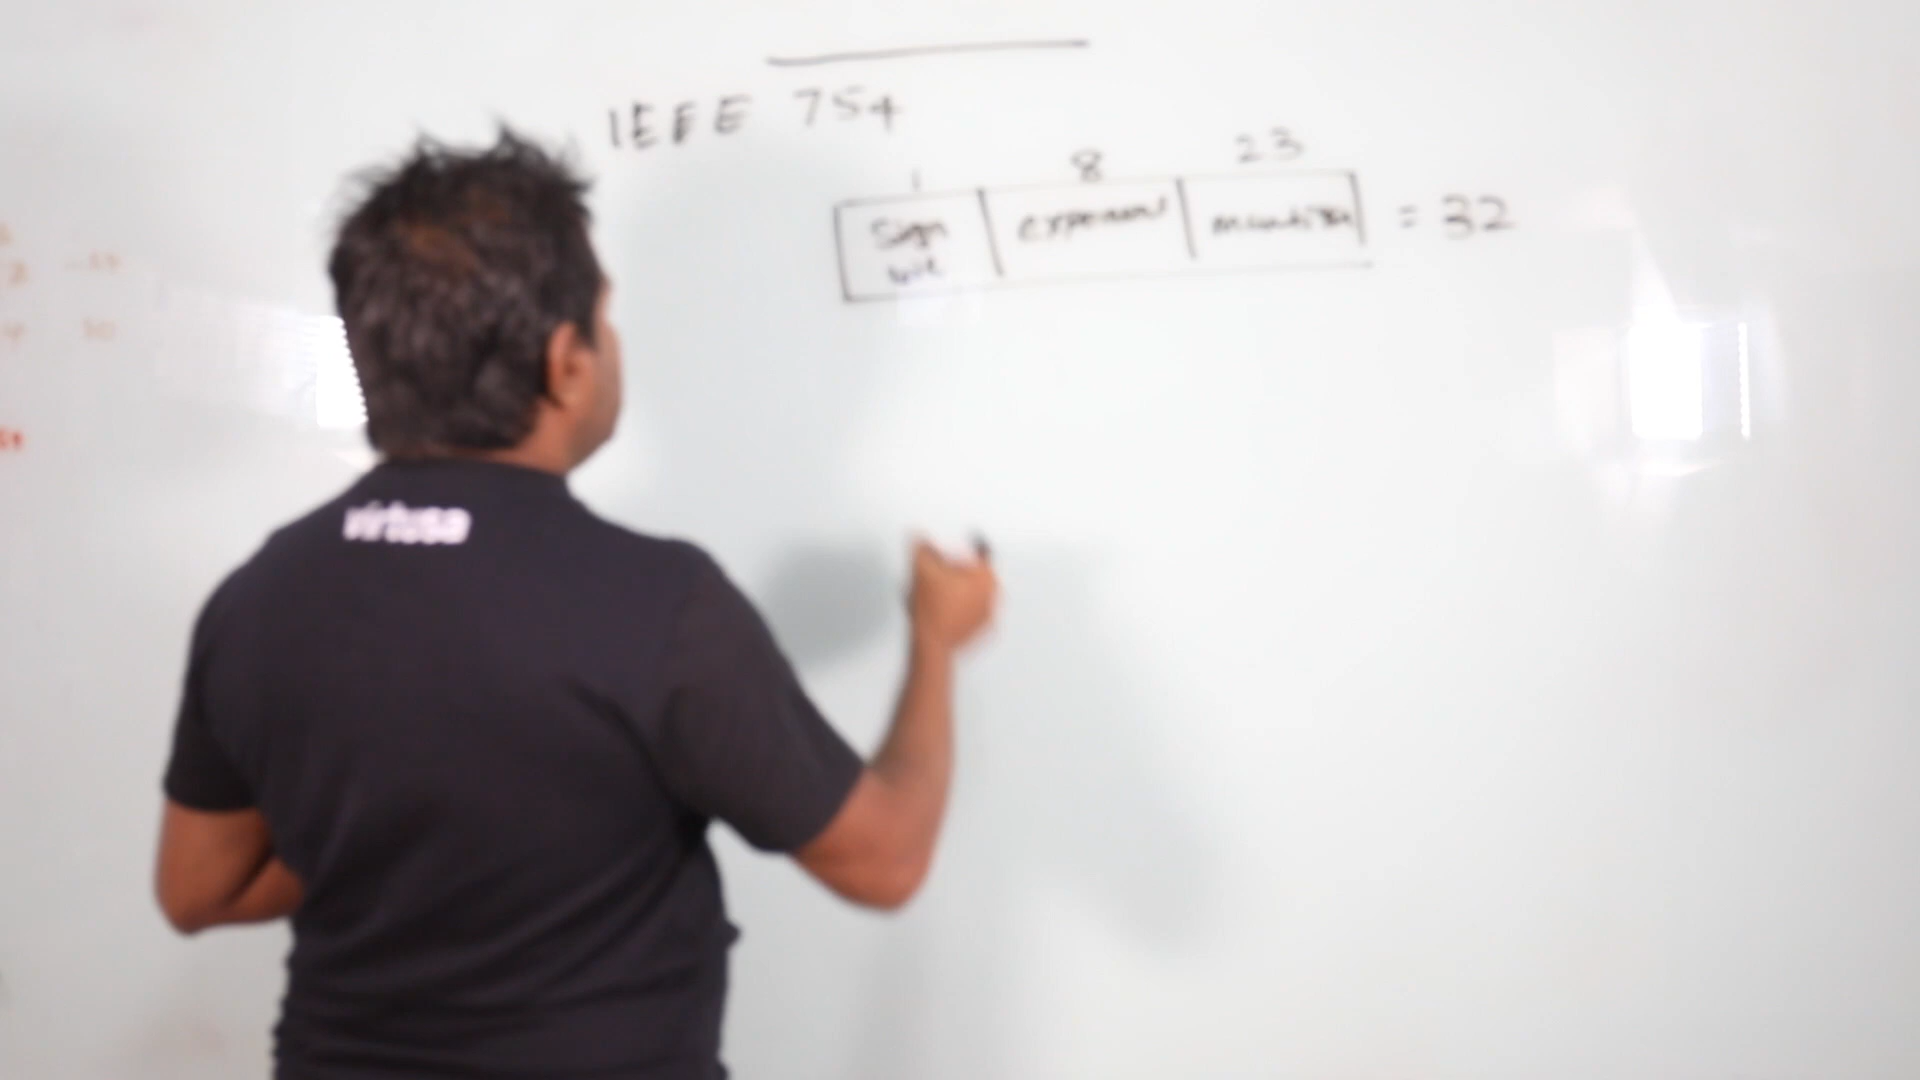 IEEE 754
1 8 23
Sign exponent mantissa = 32
bit
virtusa